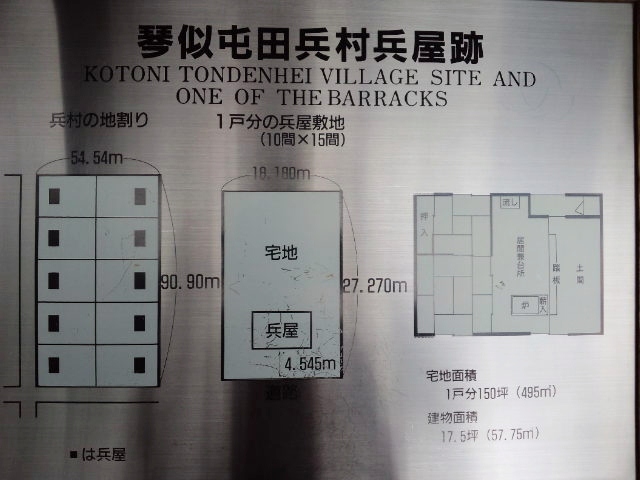 琴似屯田兵村兵屋跡
KOTONI TONDENHEI VILLAGE SITE AND
ONE OF THE BARRACKS
兵村の地割り
54.54m
90.90m
■は兵屋
1戸分の兵屋敷地
(10間×15間)
18.180m
宅地
27.270m
兵屋
4.545m
道路
押入
流し
居間兼台所
踏板
土間
炉
薪入
宅地面積
1戸分150坪(495㎡)
建物面積
17.5坪(57.75㎡)